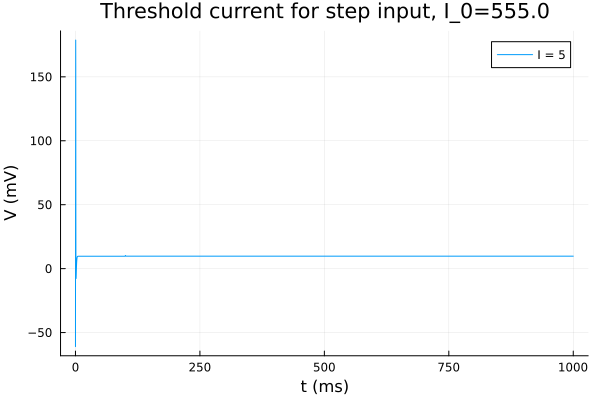 Threshold current for step input, I_0=555.0
I = 5
V (mV)
150
100
50
0
−50
0
250
500
750
1000
t (ms)